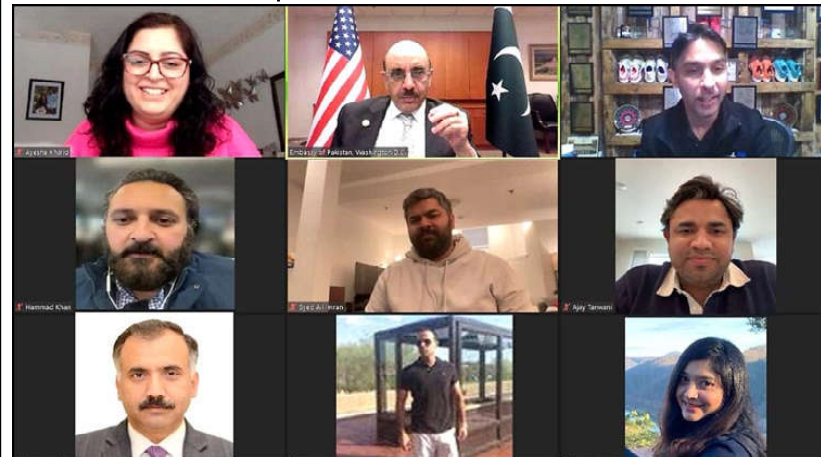 Ayesha Khalid
Embassy of Pakistan, Washington D.C.
Hammad Khan
Syed Ali Imran
Ajay Tanwani